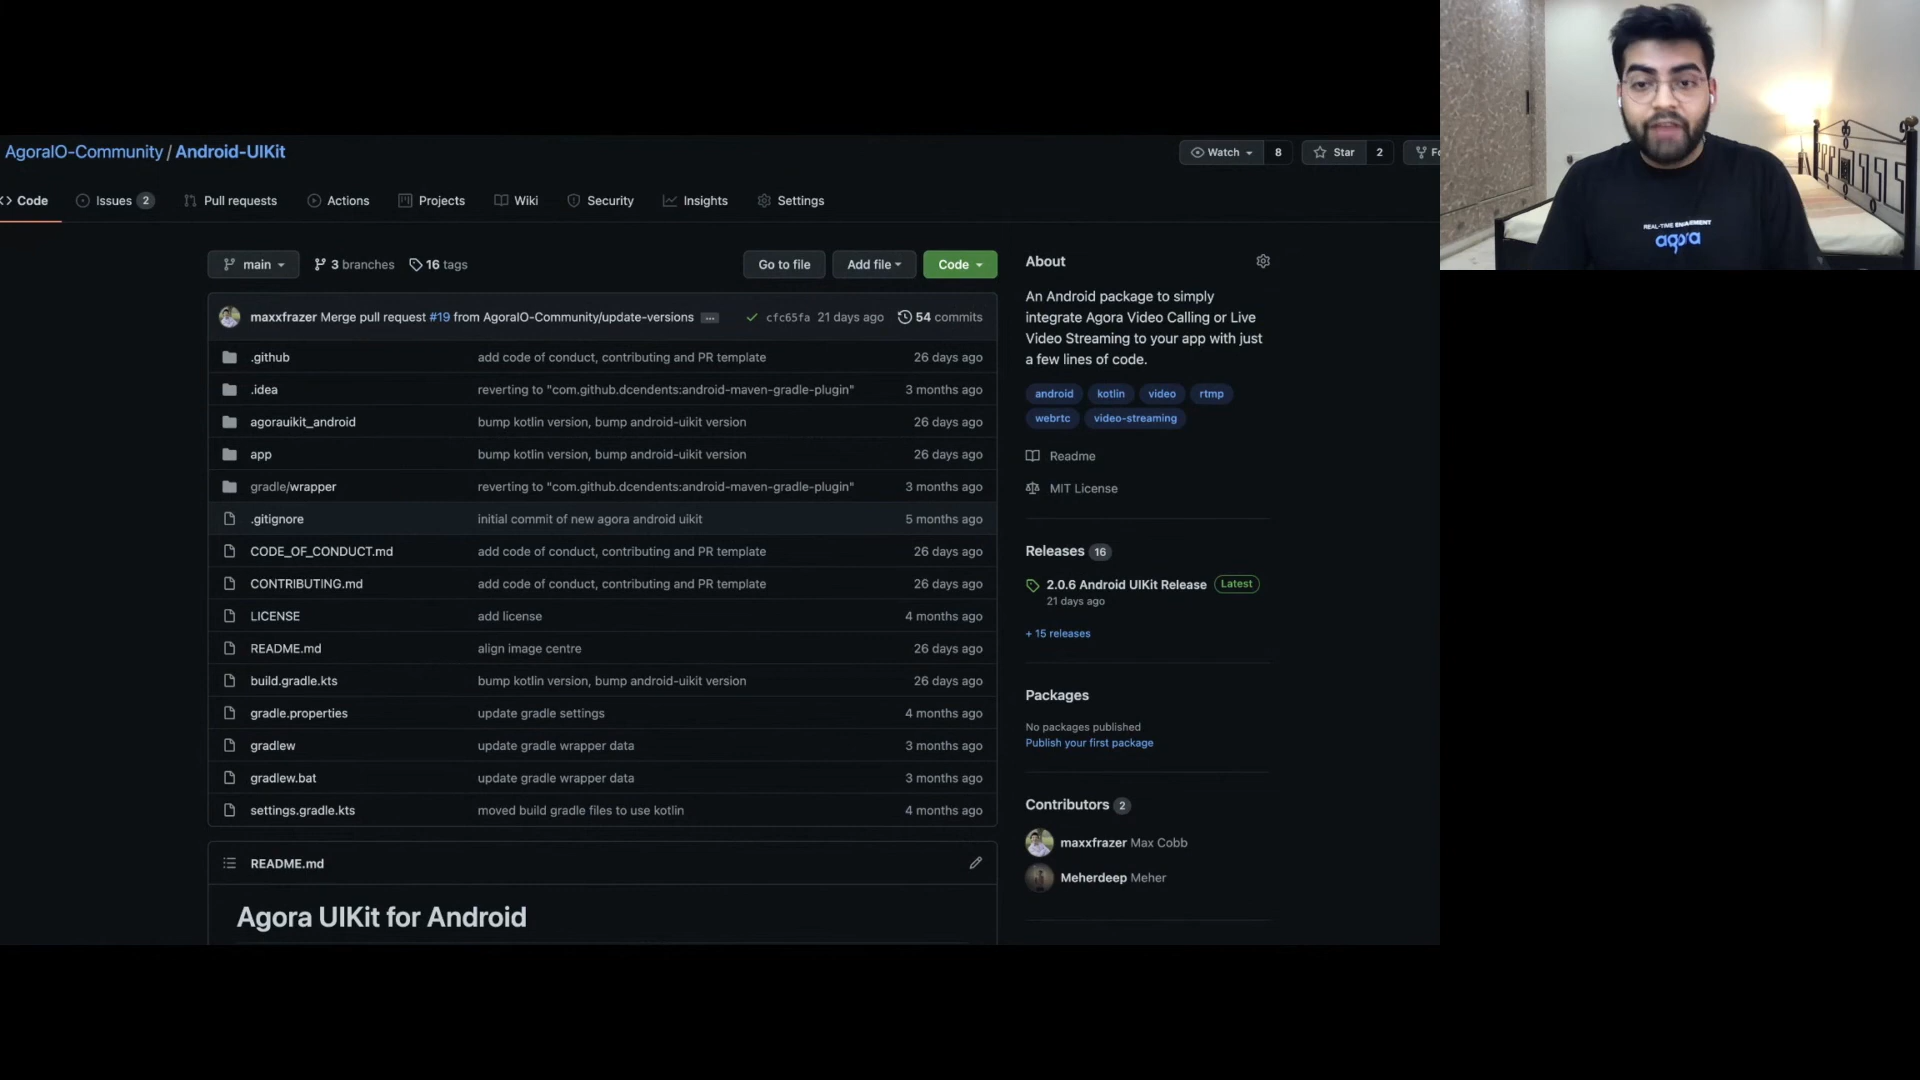 AgoraIO-Community / Android-UIKit
Watch 8 Star 2 Fo
Code Issues 2 Pull requests Actions Projects Wiki Security Insights Settings
main 3 branches 16 tags Go to file Add file Code
maxxfrazer Merge pull request #19 from AgoraIO-Community/update-versions ... cfc65fa 21 days ago 54 commits
.github add code of conduct, contributing and PR template 26 days ago
.idea reverting to "com.github.dcendents:android-maven-gradle-plugin" 3 months ago
agorauikit_android bump kotlin version, bump android-uikit version 26 days ago
app bump kotlin version, bump android-uikit version 26 days ago
gradle/wrapper reverting to "com.github.dcendents:android-maven-gradle-plugin" 3 months ago
.gitignore initial commit of new agora android uikit 5 months ago
CODE_OF_CONDUCT.md add code of conduct, contributing and PR template 26 days ago
CONTRIBUTING.md add code of conduct, contributing and PR template 26 days ago
LICENSE add license 4 months ago
README.md align image centre 26 days ago
build.gradle.kts bump kotlin version, bump android-uikit version 26 days ago
gradle.properties update gradle settings 4 months ago
gradlew update gradle wrapper data 3 months ago
gradlew.bat update gradle wrapper data 3 months ago
settings.gradle.kts moved build gradle files to use kotlin 4 months ago
README.md
Agora UIKit for Android
About
An Android package to simply
integrate Agora Video Calling or Live
Video Streaming to your app with just
a few lines of code.
android kotlin video rtmp
webrtc video-streaming
Readme
MIT License
Releases 16
2.0.6 Android UIKit Release Latest
21 days ago
+ 15 releases
Packages
No packages published
Publish your first package
Contributors 2
maxxfrazer Max Cobb
Meherdeep Meher
REAL-TIME ENGAGEMENT
agora